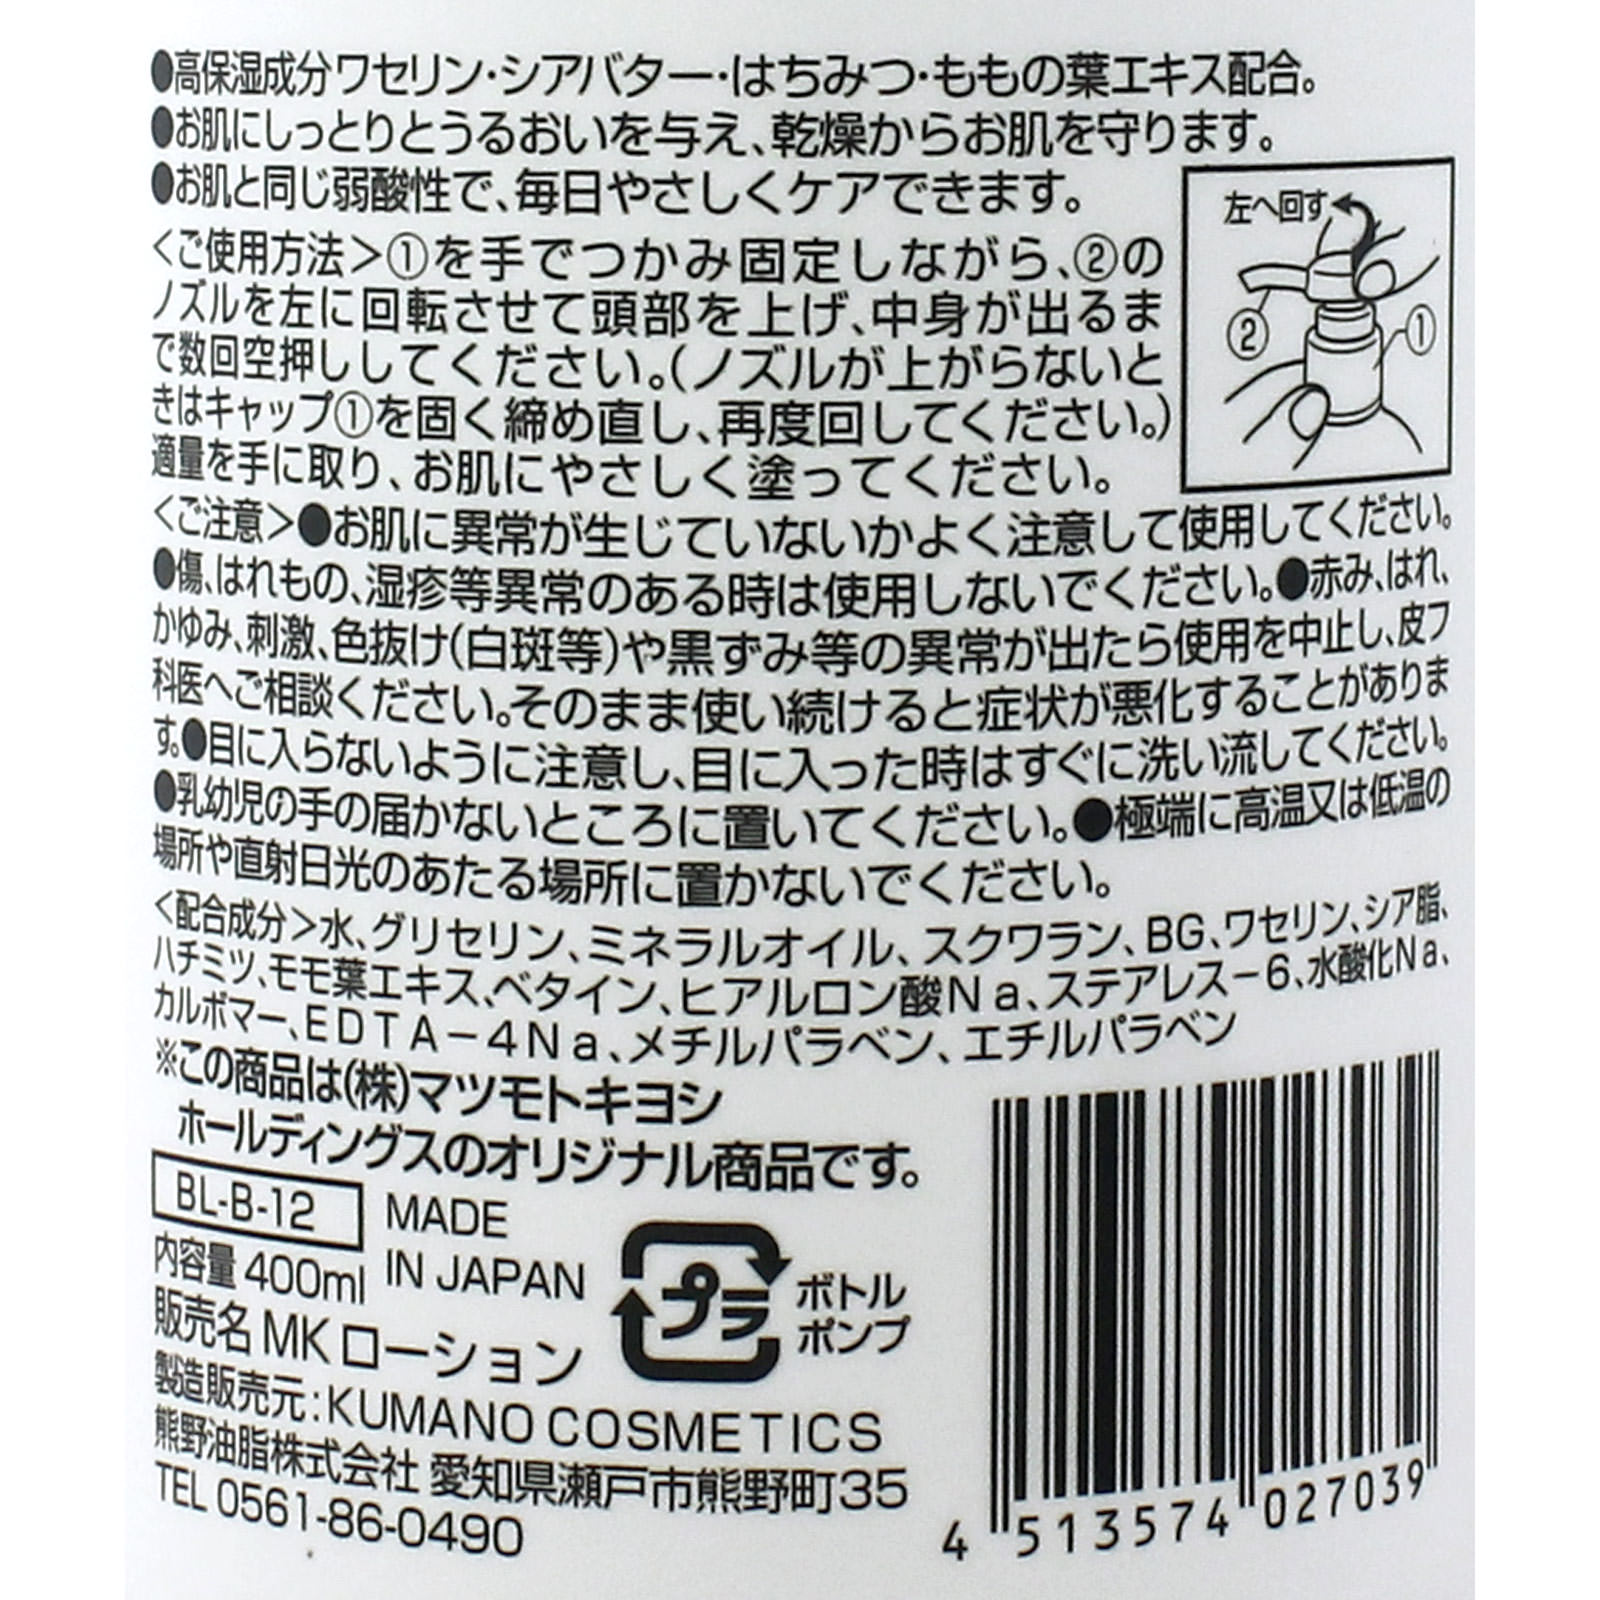 ●高保湿成分ワセリン・シアバター・はちみつ・ももの葉エキス配合。
●お肌にしっとりとうるおいを与え、乾燥からお肌を守ります。
●お肌と同じ弱酸性で、毎日やさしくケアできます。
＜ご使用方法＞①を手でつかみ固定しながら、②の
ノズルを左に回転させて頭部を上げ、中身が出るま
で数回空押ししてください。(ノズルが上がらないと
きはキャップ①を固く締め直し、再度回してください。)
適量を手に取り、お肌にやさしく塗ってください。
左へ回す
②
①
＜ご注意＞●お肌に異常が生じていないかよく注意して使用してください。
●傷、はれもの、湿疹等異常のある時は使用しないでください。●赤み、はれ、
かゆみ、刺激、色抜け(白斑等)や黒ずみ等の異常が出たら使用を中止し、皮フ
科医へご相談ください。そのまま使い続けると症状が悪化することがありま
す。●目に入らないように注意し、目に入った時はすぐに洗い流してください。
●乳幼児の手の届かないところに置いてください。●極端に高温又は低温の
場所や直射日光のあたる場所に置かないでください。
＜配合成分＞水、グリセリン、ミネラルオイル、スクワラン、BG、ワセリン、シア脂、
ハチミツ、モモ葉エキス、ベタイン、ヒアルロン酸Na、ステアレス－6、水酸化Na、
カルボマー、EDTA－4Na、メチルパラベン、エチルパラベン
※この商品は(株)マツモトキヨシ
ホールディングスのオリジナル商品です。
BL-B-12
MADE
IN JAPAN
内容量 400ml
販売名 MK ローション
プラ
ボトル
ポンプ
製造販売元:KUMANO COSMETICS
熊野油脂株式会社 愛知県瀬戸市熊野町35
TEL 0561-86-0490
4 513574 027039